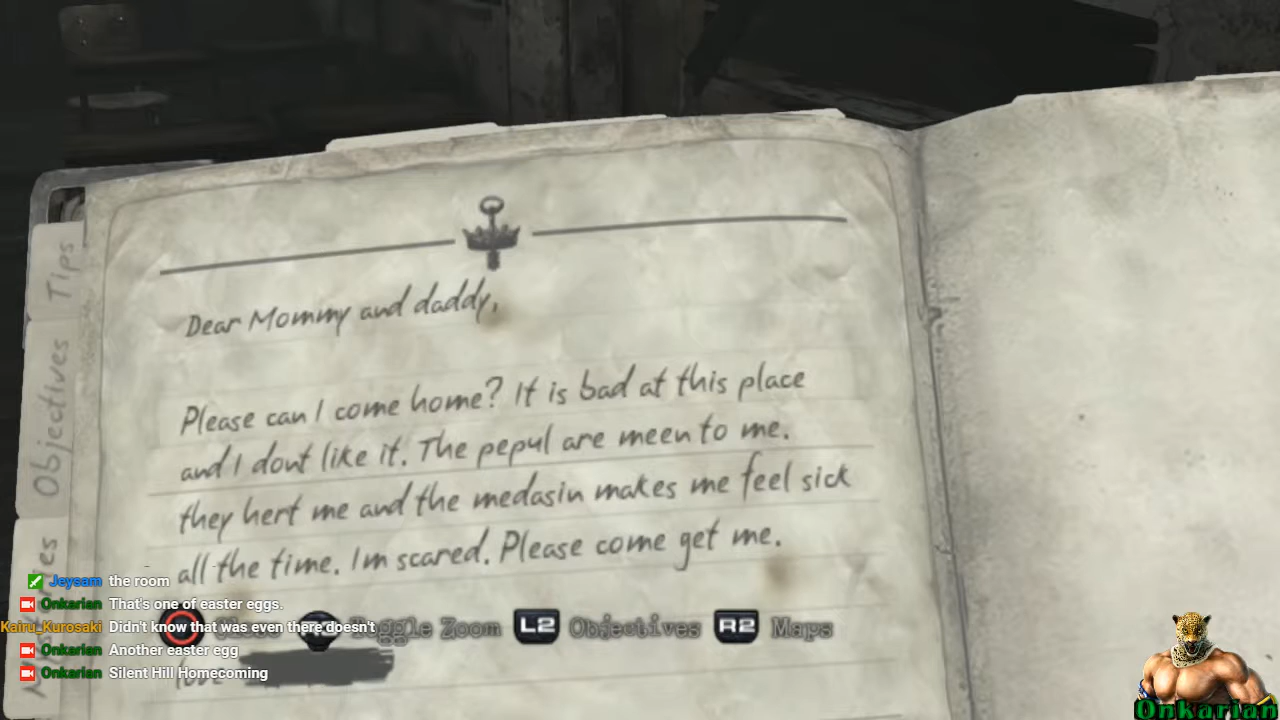 Tips
Objectives
Dear Mommy and daddy,
Please can I come home? It is bad at this place
and I dont like it. The pepul are meen to me.
they hert me and the medasin makes me feel sick
all the time. Im scared. Please come get me.
Jeysam the room
Onkarian That's one of easter eggs.
Kairu_Kurosaki Didn't know that was even there doesn't
Toggle Zoom L2 Objectives R2 Maps
Onkarian Another easter egg
Onkarian Silent Hill Homecoming
Onkarian